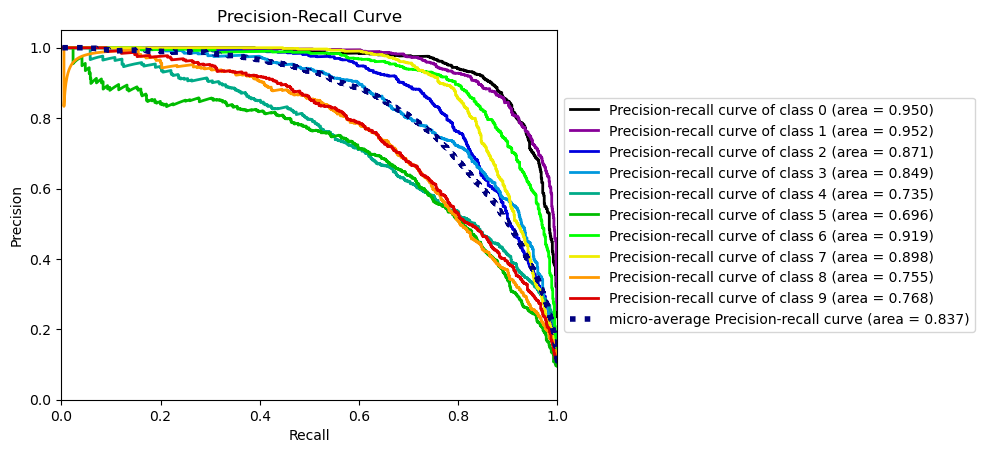 Precision-Recall Curve
1.0
0.8
0.6
0.4
0.2
0.0
Precision
0.0 0.2 0.4 0.6 0.8 1.0
Recall
Precision-recall curve of class 0 (area = 0.950)
Precision-recall curve of class 1 (area = 0.952)
Precision-recall curve of class 2 (area = 0.871)
Precision-recall curve of class 3 (area = 0.849)
Precision-recall curve of class 4 (area = 0.735)
Precision-recall curve of class 5 (area = 0.696)
Precision-recall curve of class 6 (area = 0.919)
Precision-recall curve of class 7 (area = 0.898)
Precision-recall curve of class 8 (area = 0.755)
Precision-recall curve of class 9 (area = 0.768)
micro-average Precision-recall curve (area = 0.837)